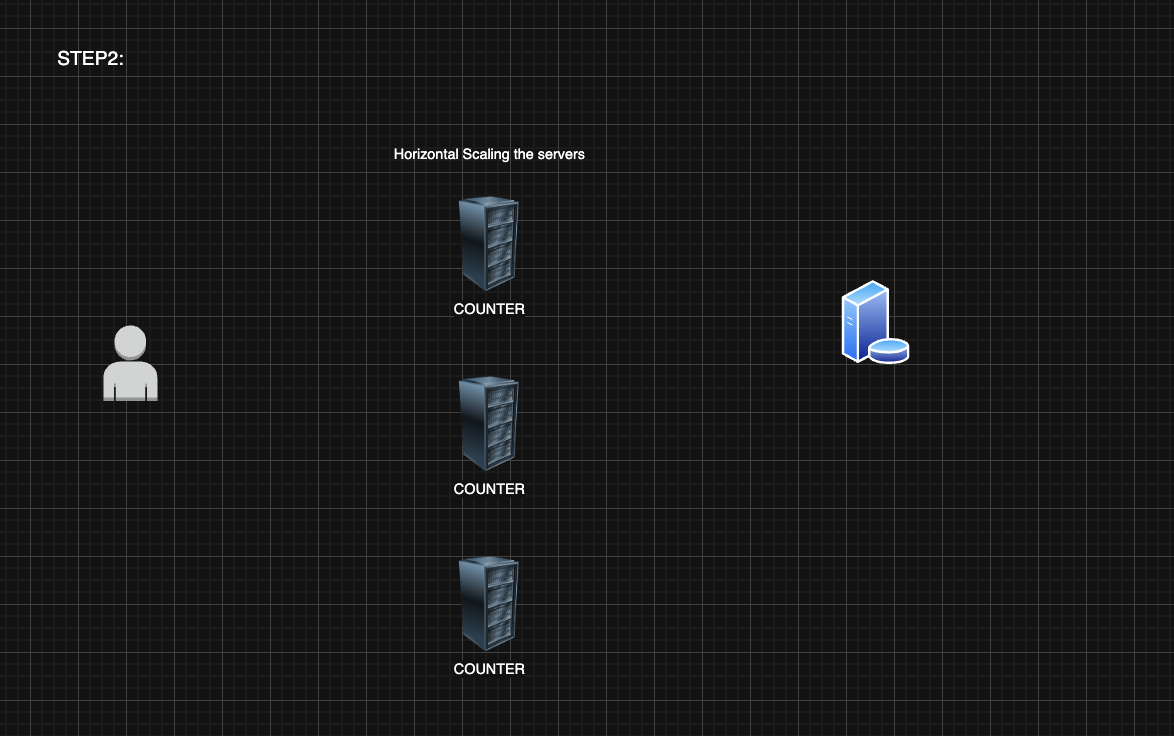 STEP2:
Horizontal Scaling the servers
COUNTER
COUNTER
COUNTER